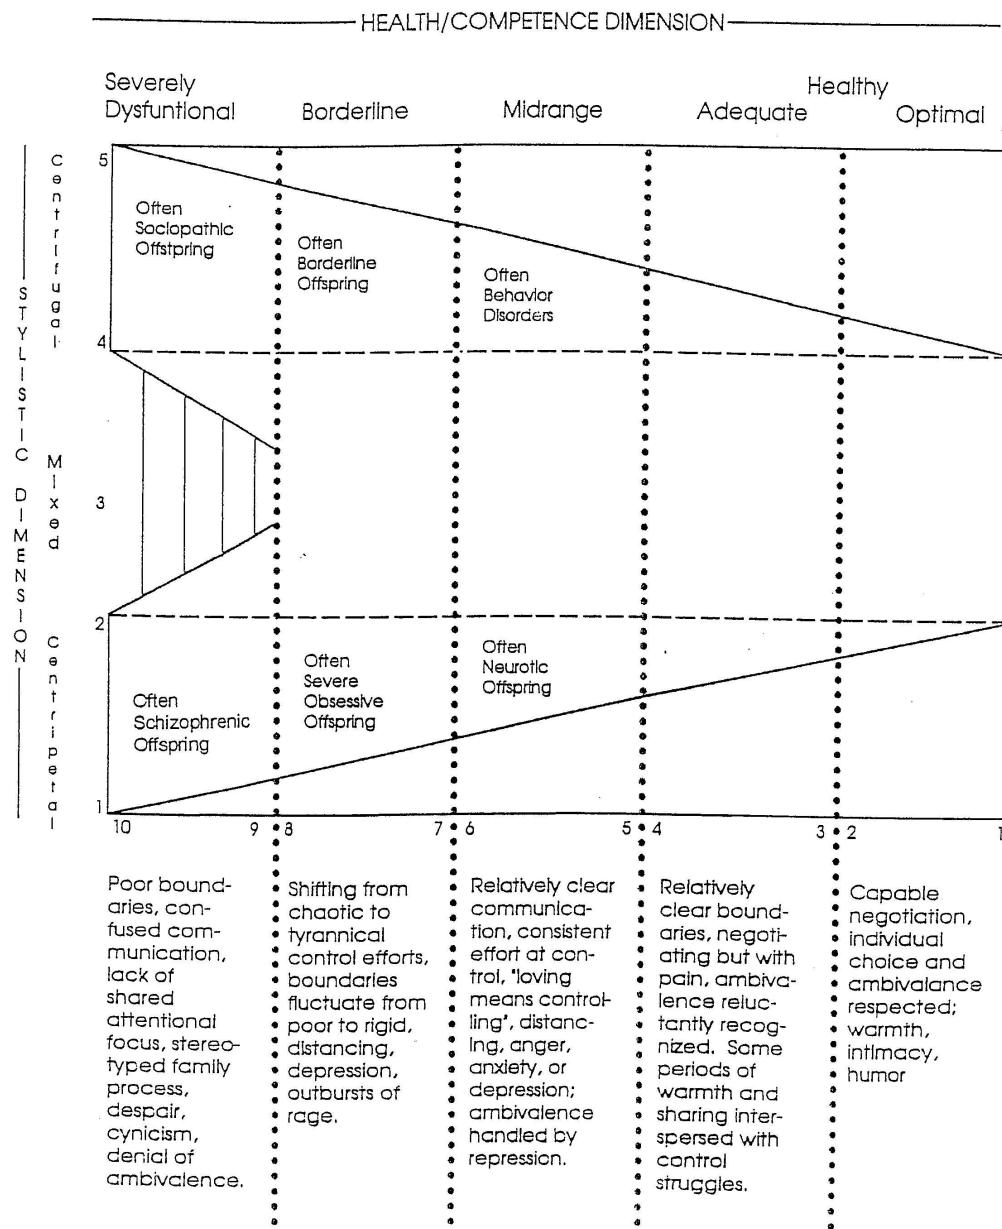 HEALTH/COMPETENCE DIMENSION
Severely
Dysfuntional
Borderline
Midrange
Adequate
Healthy
Optimal
STYLISTIC DIMENSION
Centrifugal
Mixed
Centripetal
5
4
3
2
1
Often
Sociopathic
Offstpring
Often
Borderline
Offspring
Often
Behavior
Disorders
Often
Schizophrenic
Offspring
Often
Severe
Obsessive
Offspring
Often
Neurotic
Offspring
10 9 8 7 6 5 4 3 2 1
Poor bound-
aries, con-
fused com-
munication,
lack of
shared
attentional
focus, stereo-
typed family
process,
despair,
cynicism,
denial of
ambivalence.
Shifting from
chaotic to
tyrannical
control efforts,
boundaries
fluctuate from
poor to rigid,
distancing,
depression,
outbursts of
rage.
Relatively clear
communica-
tion, consistent
effort at con-
trol, "loving
means control-
ling", distanc-
ing, anger,
anxiety, or
depression;
ambivalence
handled by
repression.
Relatively
clear bound-
aries, negoti-
ating but with
pain, ambiva-
lence reluc-
tantly recog-
nized. Some
periods of
warmth and
sharing inter-
spersed with
control
struggles.
Capable
negotiation,
individual
choice and
ambivalance
respected;
warmth,
intimacy,
humor